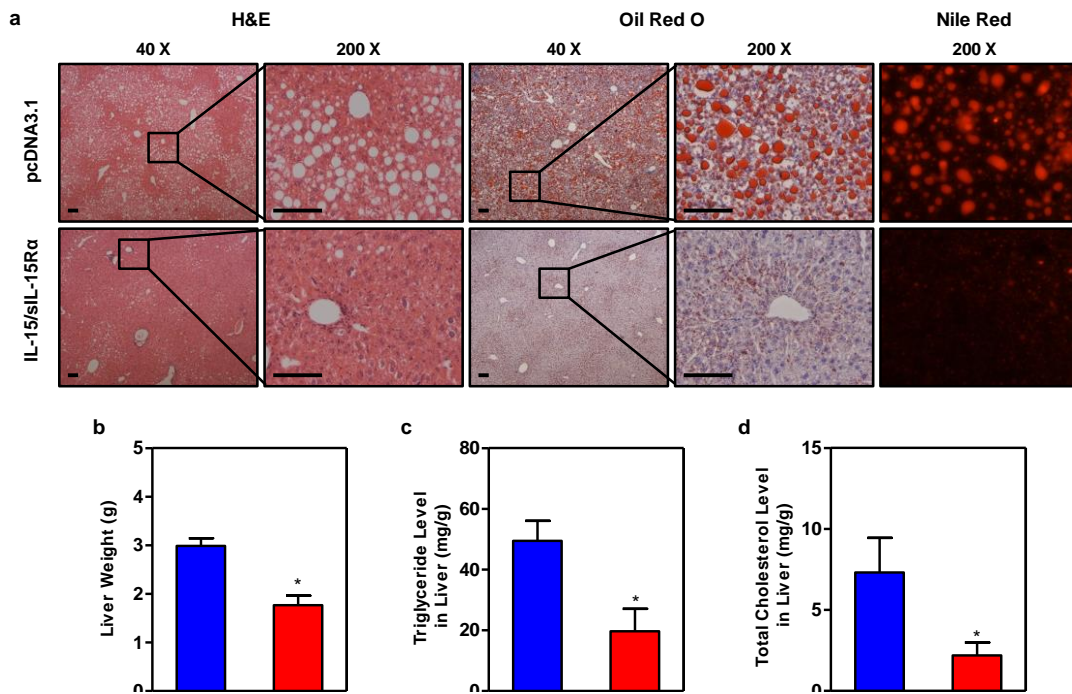 a
H&E Oil Red O Nile Red
40 X 200 X 40 X 200 X 200 X
pcDNA3.1
IL-15/sIL-15Rα
b
Liver Weight (g)
5
4
3
2
1
0
*
c
Triglyceride Level
in Liver (mg/g)
80
60
40
20
0
*
d
Total Cholesterol Level
in Liver (mg/g)
15
10
5
0
*